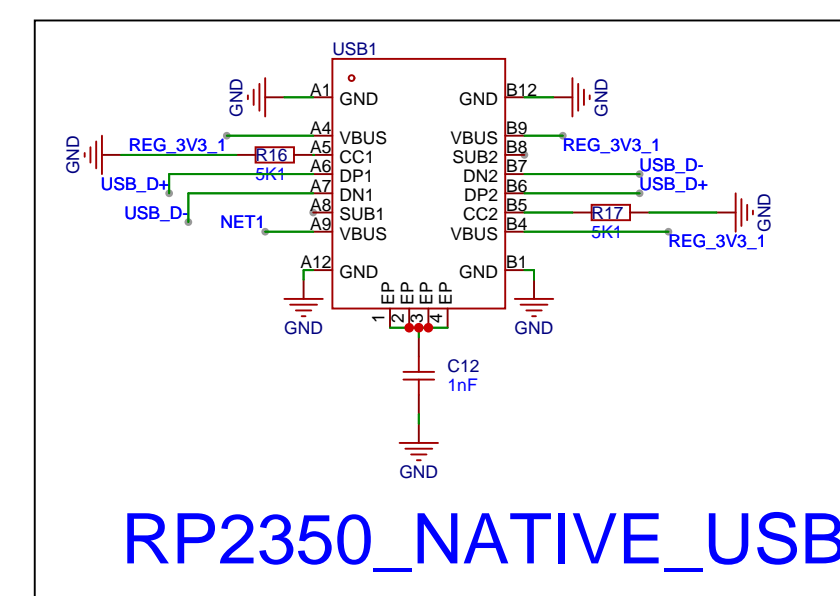 USB1
GND A1 GND GND B12 GND
REG_3V3_1 A4 VBUS VBUS B9 REG_3V3_1
GND R16 5K1 A5 CC1 SUB2 B8
USB_D+ A6 DP1 DN2 B7 USB_D-
USB_D- A7 DN1 DP2 B6 USB_D+
A8 SUB1 CC2 B5 R17 5K1 GND
NET1 A9 VBUS VBUS B4 REG_3V3_1
A12 GND GND B1
EP EP EP EP
1 2 3 4
GND GND
C12
1nF
GND
RP2350_NATIVE_USB